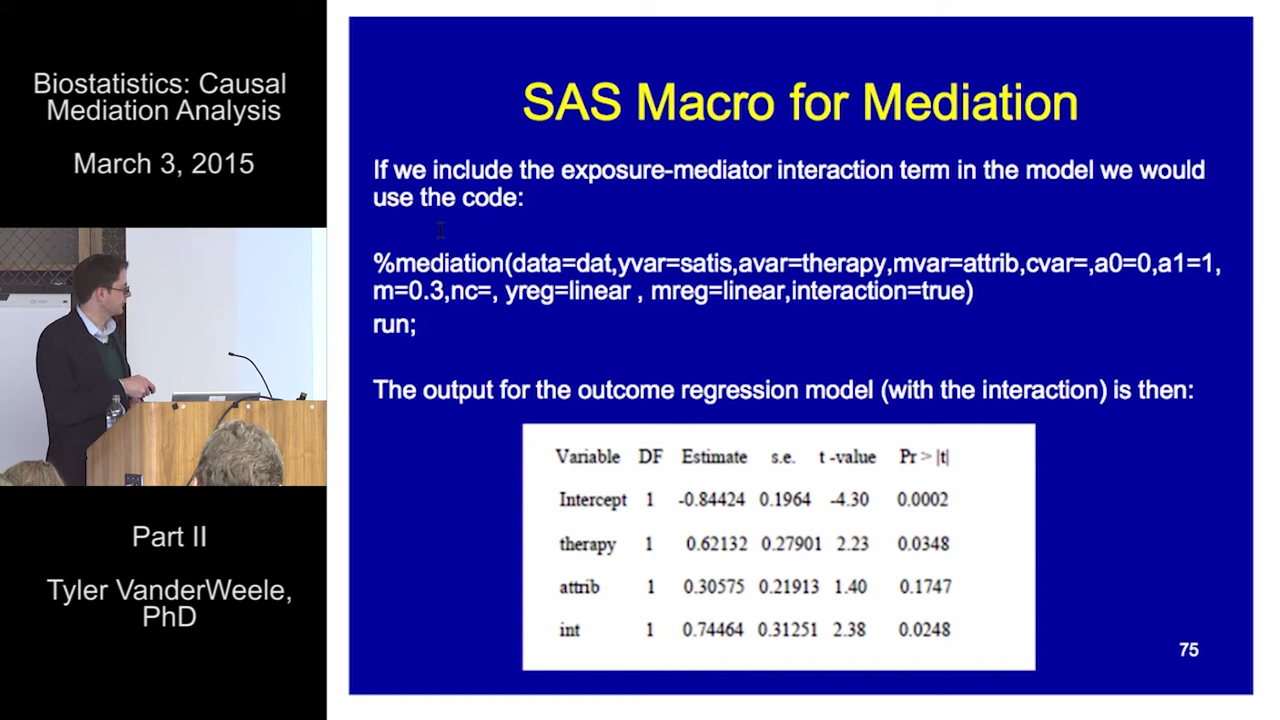 Biostatistics: Causal
Mediation Analysis
March 3, 2015
Part II
Tyler VanderWeele,
PhD
SAS Macro for Mediation
If we include the exposure-mediator interaction term in the model we would
use the code:
%mediation(data=dat,yvar=satis,avar=therapy,mvar=attrib,cvar=,a0=0,a1=1,
m=0.3,nc=, yreg=linear , mreg=linear,interaction=true)
run;
The output for the outcome regression model (with the interaction) is then:
Variable DF Estimate s.e. t -value Pr > |t|
Intercept 1 -0.84424 0.1964 -4.30 0.0002
therapy 1 0.62132 0.27901 2.23 0.0348
attrib 1 0.30575 0.21913 1.40 0.1747
int 1 0.74464 0.31251 2.38 0.0248
75